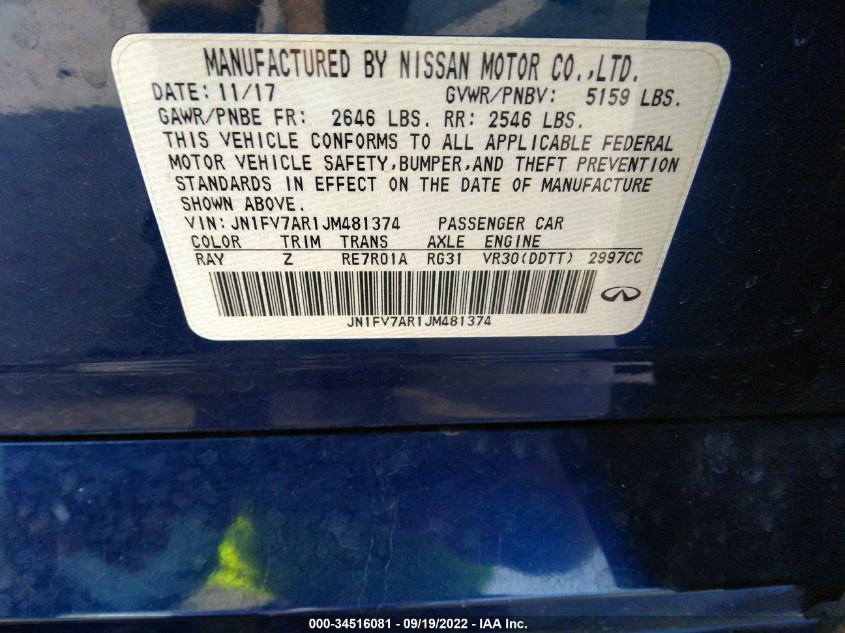 MANUFACTURED BY NISSAN MOTOR CO.,LTD.
DATE: 11/17 GVWR/PNBV: 5159 LBS.
GAWR/PNBE FR: 2646 LBS. RR: 2546 LBS.
THIS VEHICLE CONFORMS TO ALL APPLICABLE FEDERAL
MOTOR VEHICLE SAFETY,BUMPER,AND THEFT PREVENTION
STANDARDS IN EFFECT ON THE DATE OF MANUFACTURE
SHOWN ABOVE.
VIN: JN1FV7AR1JM481374 PASSENGER CAR
COLOR TRIM TRANS AXLE ENGINE
RAY Z RE7R01A RG31 VR30(DDTT) 2997CC
JN1FV7AR1JM481374
000-34516081 - 09/19/2022 - IAA Inc.